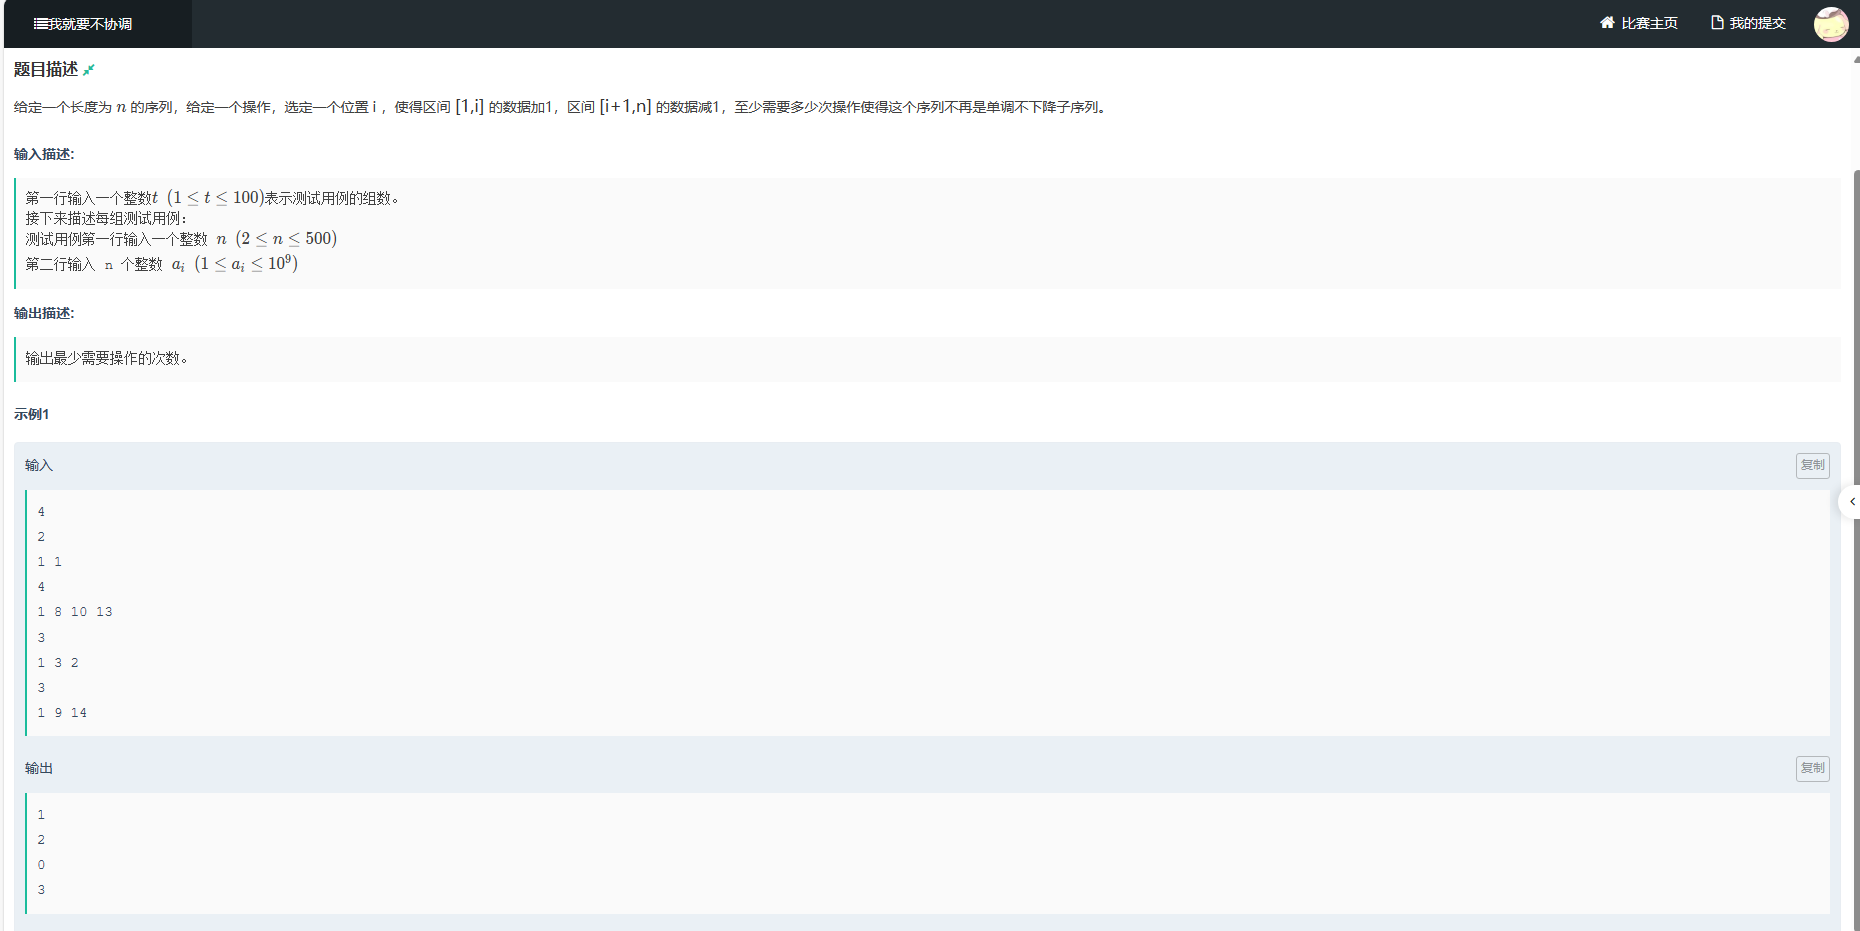 我就要不协调
比赛主页 我的提交
题目描述
给定一个长度为 n 的序列，给定一个操作，选定一个位置 i ，使得区间 [1,i] 的数据加1，区间 [i+1,n] 的数据减1，至少需要多少次操作使得这个序列不再是单调不下降子序列。
输入描述:
第一行输入一个整数t (1 ≤ t ≤ 100)表示测试用例的组数。
接下来描述每组测试用例：
测试用例第一行输入一个整数 n (2 ≤ n ≤ 500)
第二行输入 n 个整数 aᵢ (1 ≤ aᵢ ≤ 10⁹)
输出描述:
输出最少需要操作的次数。
示例1
输入 复制
4
2
1 1
4
1 8 10 13
3
1 3 2
3
1 9 14
输出 复制
1
2
0
3